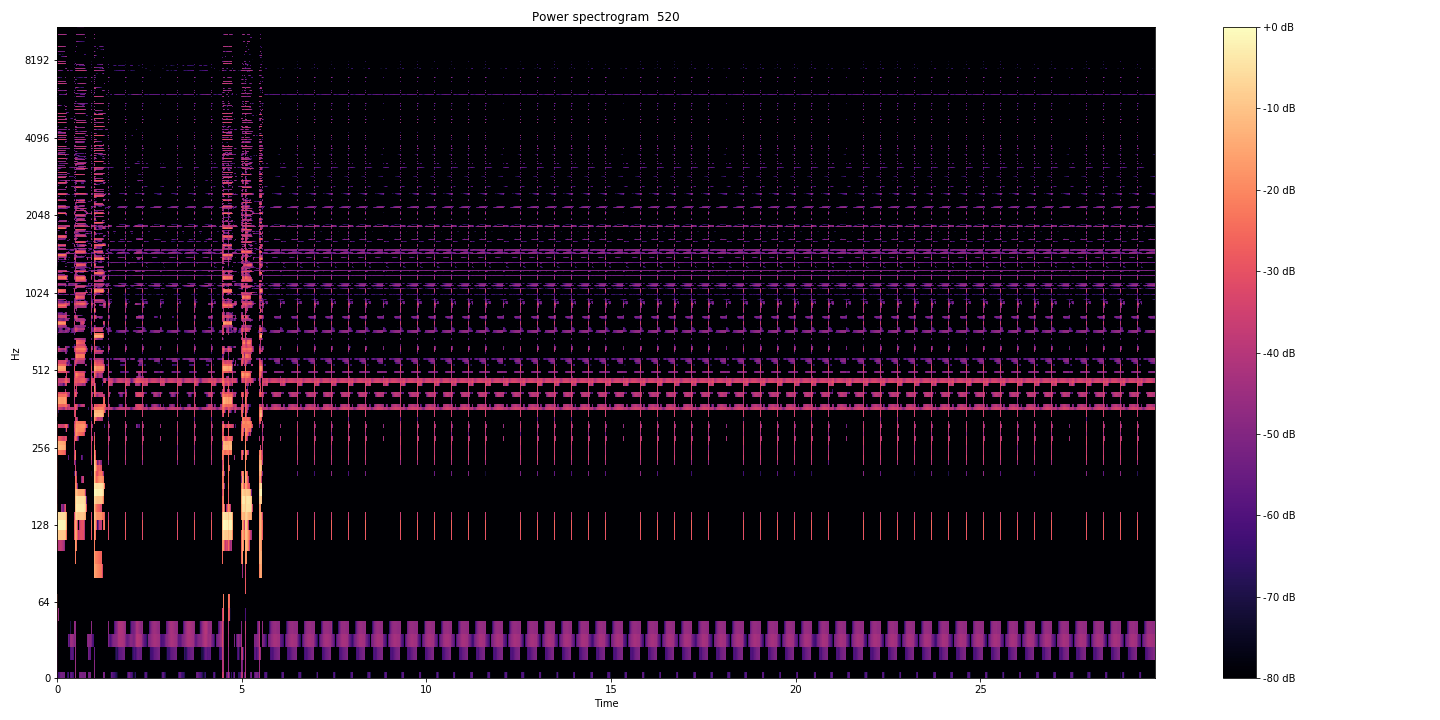 Power spectrogram  520
Hz
8192
4096
2048
1024
512
256
128
64
0
0 5 10 15 20 25
Time
+0 dB
-10 dB
-20 dB
-30 dB
-40 dB
-50 dB
-60 dB
-70 dB
-80 dB